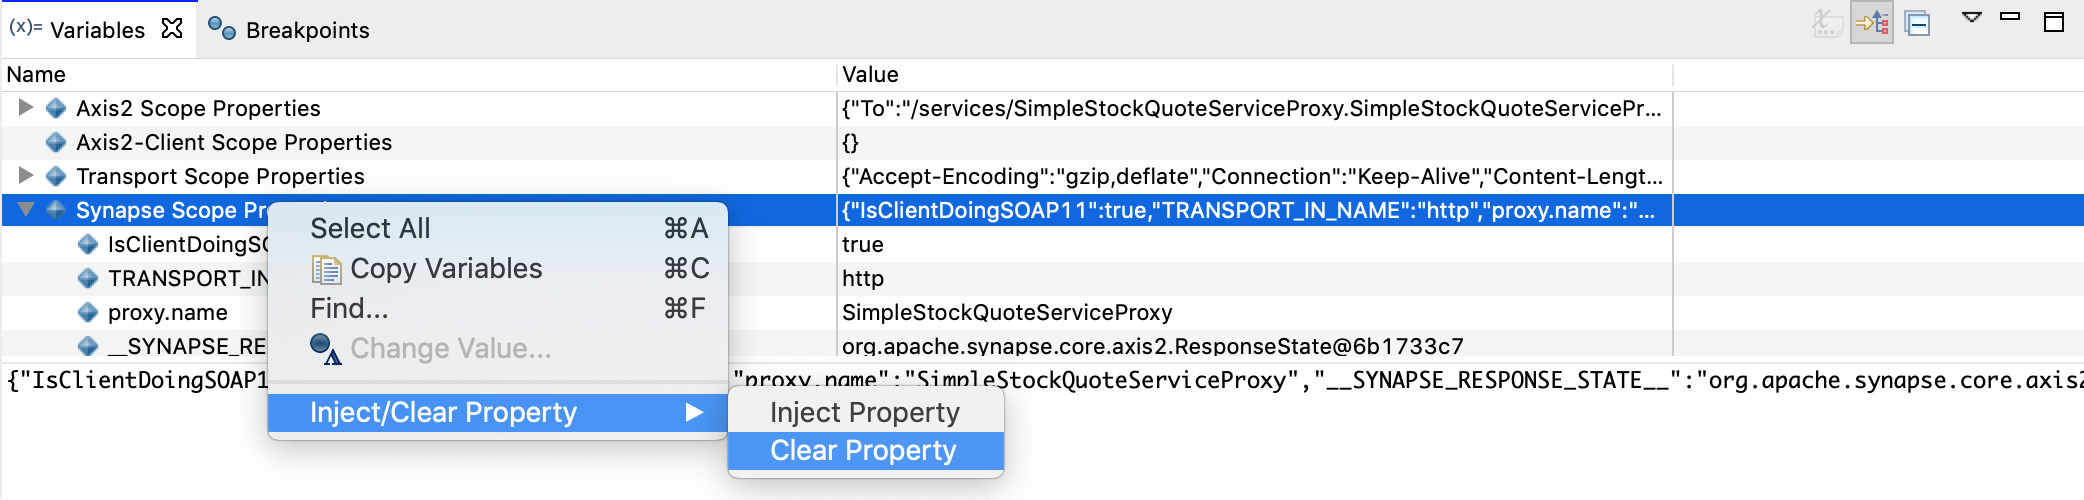 (x)= Variables Breakpoints
Name Value
Axis2 Scope Properties {"To":"/services/SimpleStockQuoteServiceProxy.SimpleStockQuoteServicePr...
Axis2-Client Scope Properties {}
Transport Scope Properties {"Accept-Encoding":"gzip,deflate","Connection":"Keep-Alive","Content-Lengt...
Synapse Scope Pr {"IsClientDoingSOAP11":true,"TRANSPORT_IN_NAME":"http","proxy.name":"...
IsClientDoingSO true
TRANSPORT_IN http
proxy.name SimpleStockQuoteServiceProxy
__SYNAPSE_RE org.apache.synapse.core.axis2.ResponseState@6b1733c7
{"IsClientDoingSOAP1 "proxy.name":"SimpleStockQuoteServiceProxy","__SYNAPSE_RESPONSE_STATE__":"org.apache.synapse.core.axis2
Select All ⌘A
Copy Variables ⌘C
Find... ⌘F
Change Value...
Inject/Clear Property
Inject Property
Clear Property